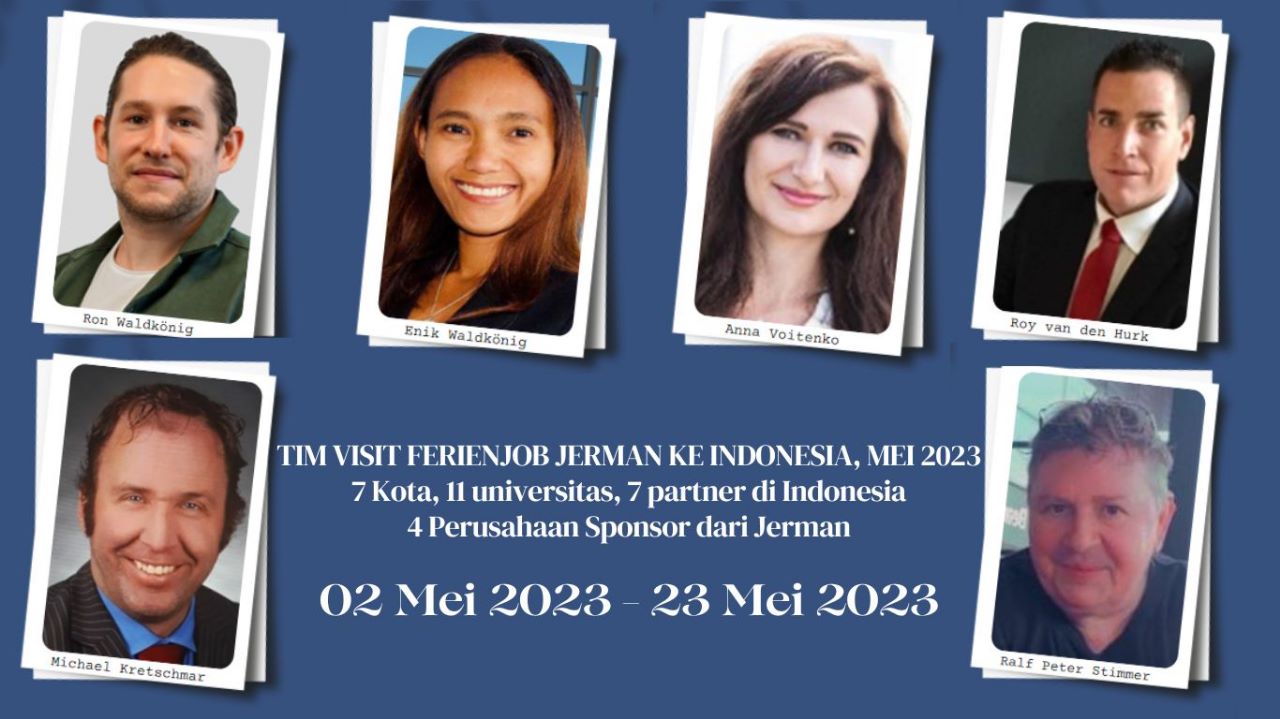 Ron Waldkönig
Enik Waldkönig
Anna Voitenko
Roy van den Hurk
TIM VISIT FERIENJOB JERMAN KE INDONESIA, MEI 2023
7 Kota, 11 universitas, 7 partner di Indonesia
4 Perusahaan Sponsor dari Jerman
02 Mei 2023 - 23 Mei 2023
Michael Kretschmar
Ralf Peter Stimmer